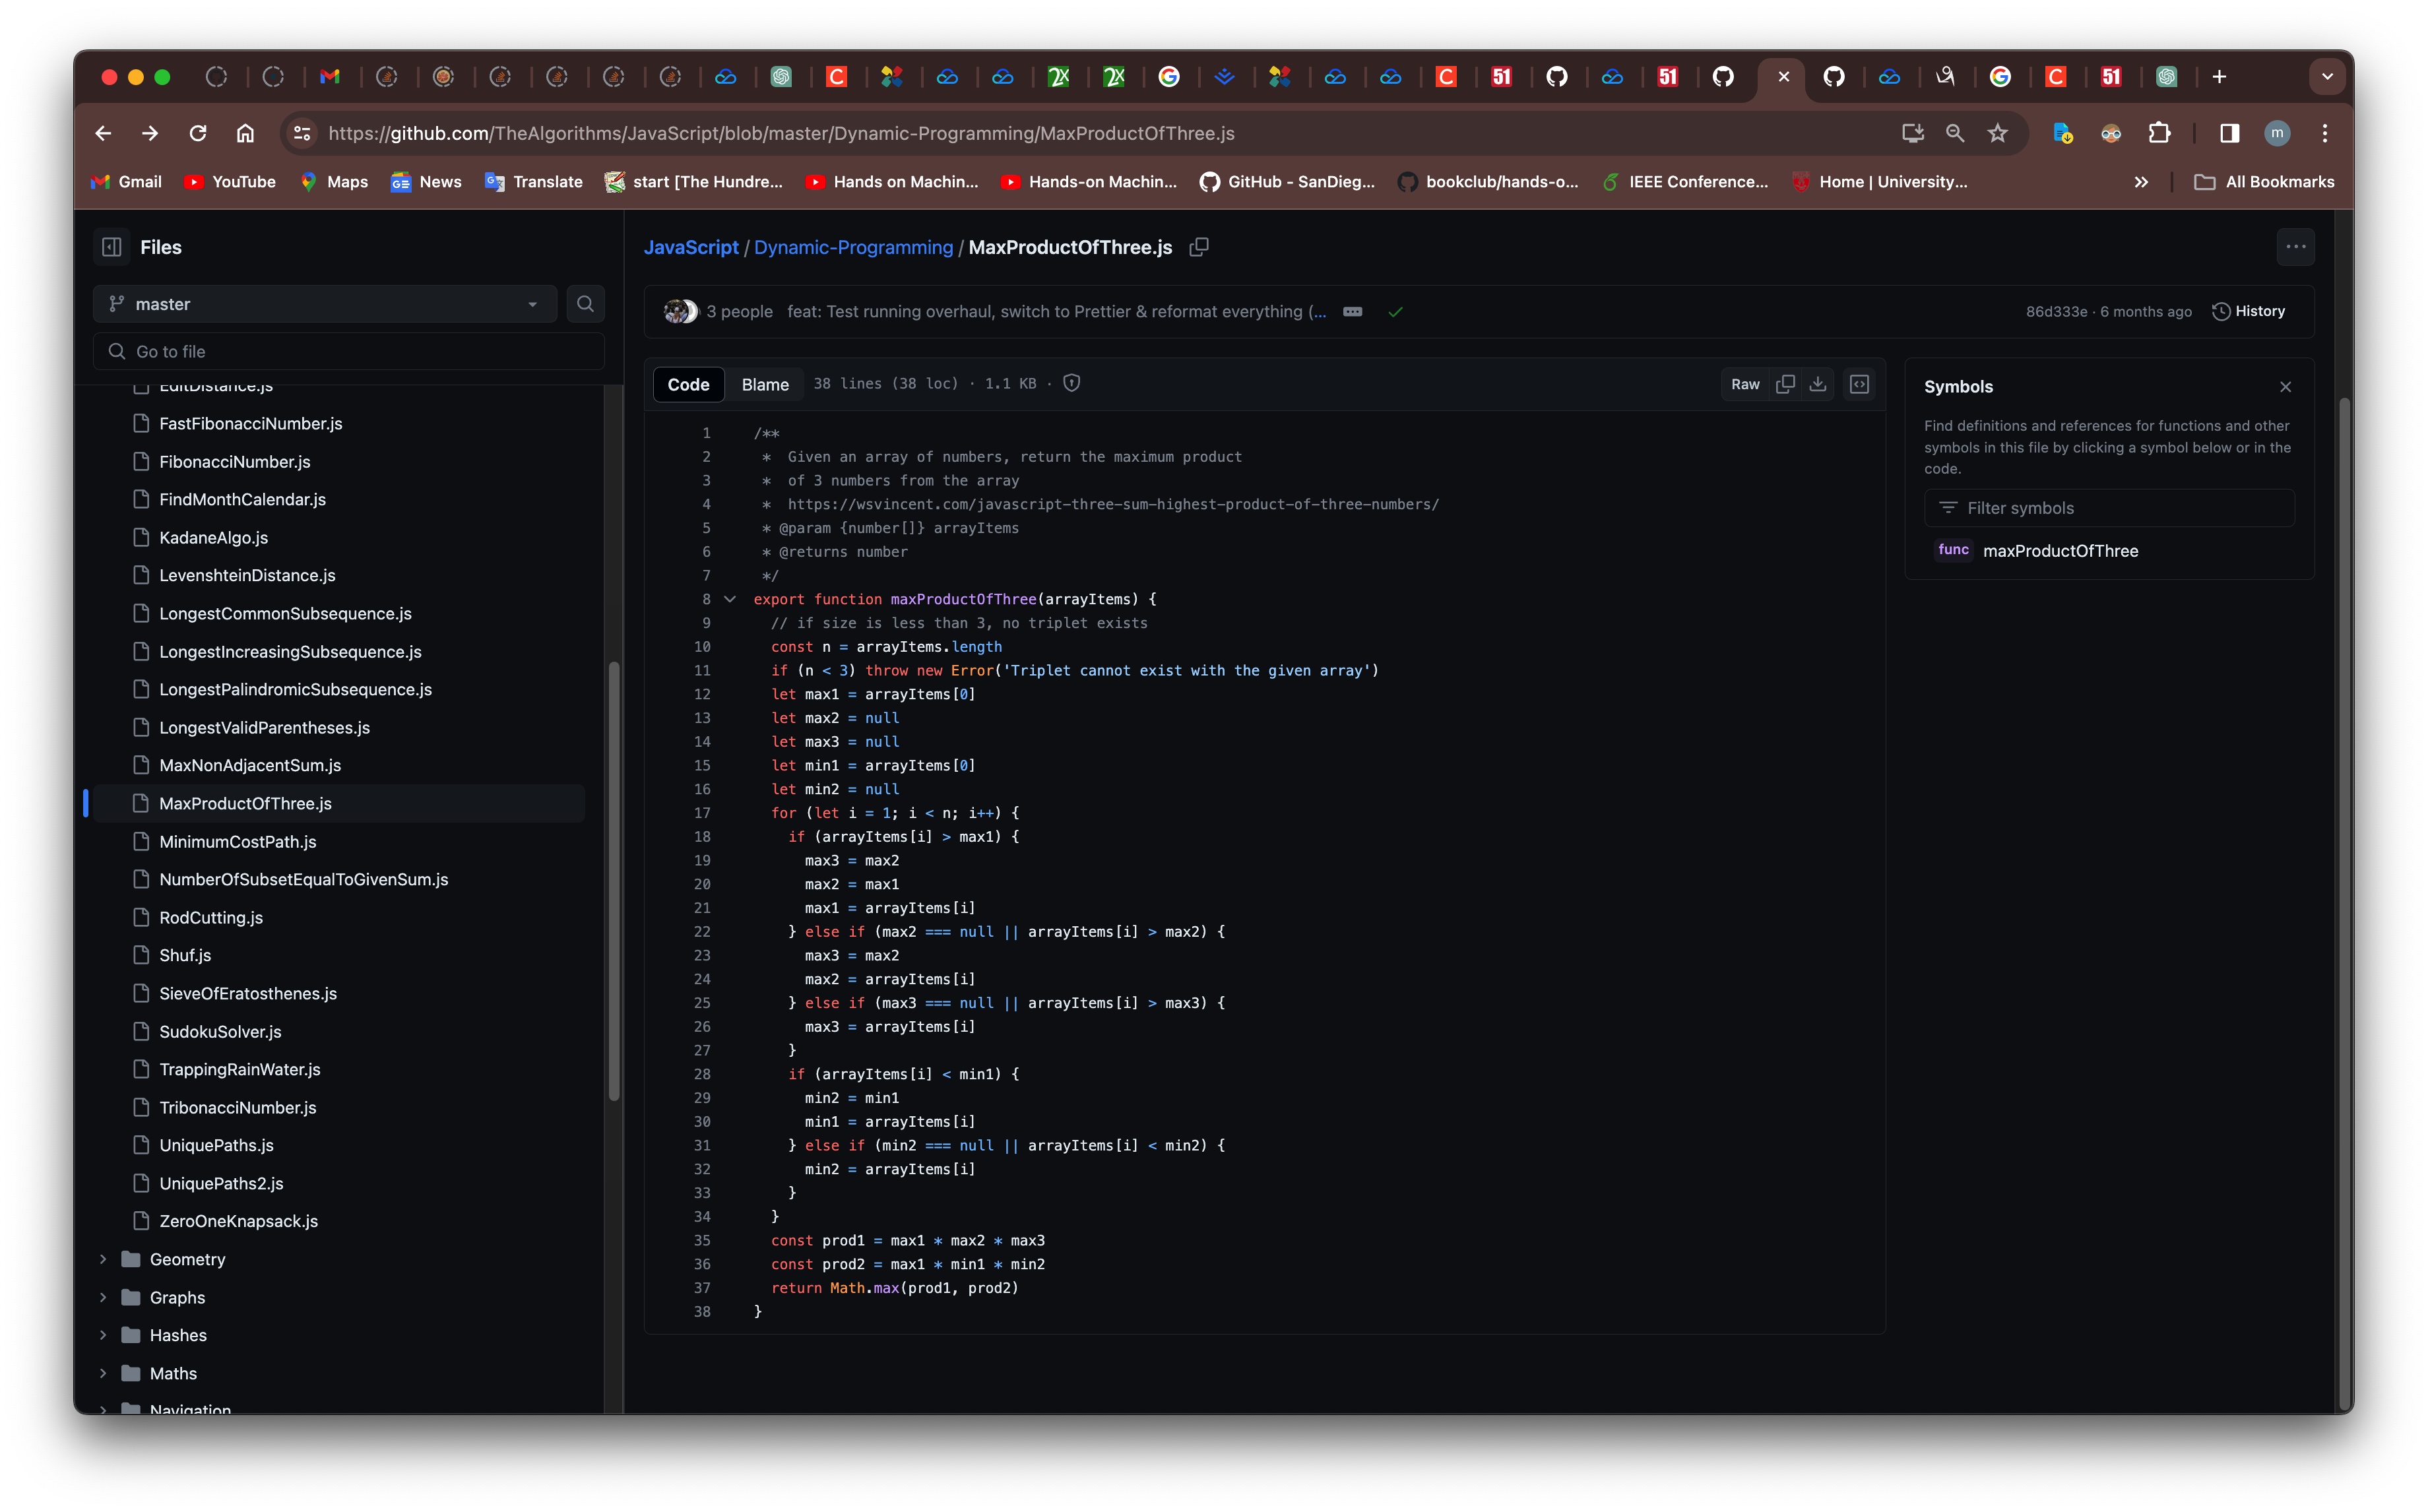 https://github.com/TheAlgorithms/JavaScript/blob/master/Dynamic-Programming/MaxProductOfThree.js
m
Gmail
YouTube
Maps
News
Translate
start [The Hundre...
Hands on Machin...
Hands-on Machin...
GitHub - SanDieg...
bookclub/hands-o...
IEEE Conference...
Home | University...
All Bookmarks
Files
master
Go to file
EditDistance.js
FastFibonacciNumber.js
FibonacciNumber.js
FindMonthCalendar.js
KadaneAlgo.js
LevenshteinDistance.js
LongestCommonSubsequence.js
LongestIncreasingSubsequence.js
LongestPalindromicSubsequence.js
LongestValidParentheses.js
MaxNonAdjacentSum.js
MaxProductOfThree.js
MinimumCostPath.js
NumberOfSubsetEqualToGivenSum.js
RodCutting.js
Shuf.js
SieveOfEratosthenes.js
SudokuSolver.js
TrappingRainWater.js
TribonacciNumber.js
UniquePaths.js
UniquePaths2.js
ZeroOneKnapsack.js
Geometry
Graphs
Hashes
Maths
Navigation
JavaScript / Dynamic-Programming / MaxProductOfThree.js
3 people feat: Test running overhaul, switch to Prettier & reformat everything (...
86d333e · 6 months ago
History
Code Blame 38 lines (38 loc) · 1.1 KB ·
Raw
1 /**
2 *  Given an array of numbers, return the maximum product
3 *  of 3 numbers from the array
4 *  https://wsvincent.com/javascript-three-sum-highest-product-of-three-numbers/
5 * @param {number[]} arrayItems
6 * @returns number
7 */
8 export function maxProductOfThree(arrayItems) {
9 // if size is less than 3, no triplet exists
10 const n = arrayItems.length
11 if (n < 3) throw new Error('Triplet cannot exist with the given array')
12 let max1 = arrayItems[0]
13 let max2 = null
14 let max3 = null
15 let min1 = arrayItems[0]
16 let min2 = null
17 for (let i = 1; i < n; i++) {
18 if (arrayItems[i] > max1) {
19 max3 = max2
20 max2 = max1
21 max1 = arrayItems[i]
22 } else if (max2 === null || arrayItems[i] > max2) {
23 max3 = max2
24 max2 = arrayItems[i]
25 } else if (max3 === null || arrayItems[i] > max3) {
26 max3 = arrayItems[i]
27 }
28 if (arrayItems[i] < min1) {
29 min2 = min1
30 min1 = arrayItems[i]
31 } else if (min2 === null || arrayItems[i] < min2) {
32 min2 = arrayItems[i]
33 }
34 }
35 const prod1 = max1 * max2 * max3
36 const prod2 = max1 * min1 * min2
37 return Math.max(prod1, prod2)
38 }
Symbols
Find definitions and references for functions and other
symbols in this file by clicking a symbol below or in the
code.
Filter symbols
func maxProductOfThree